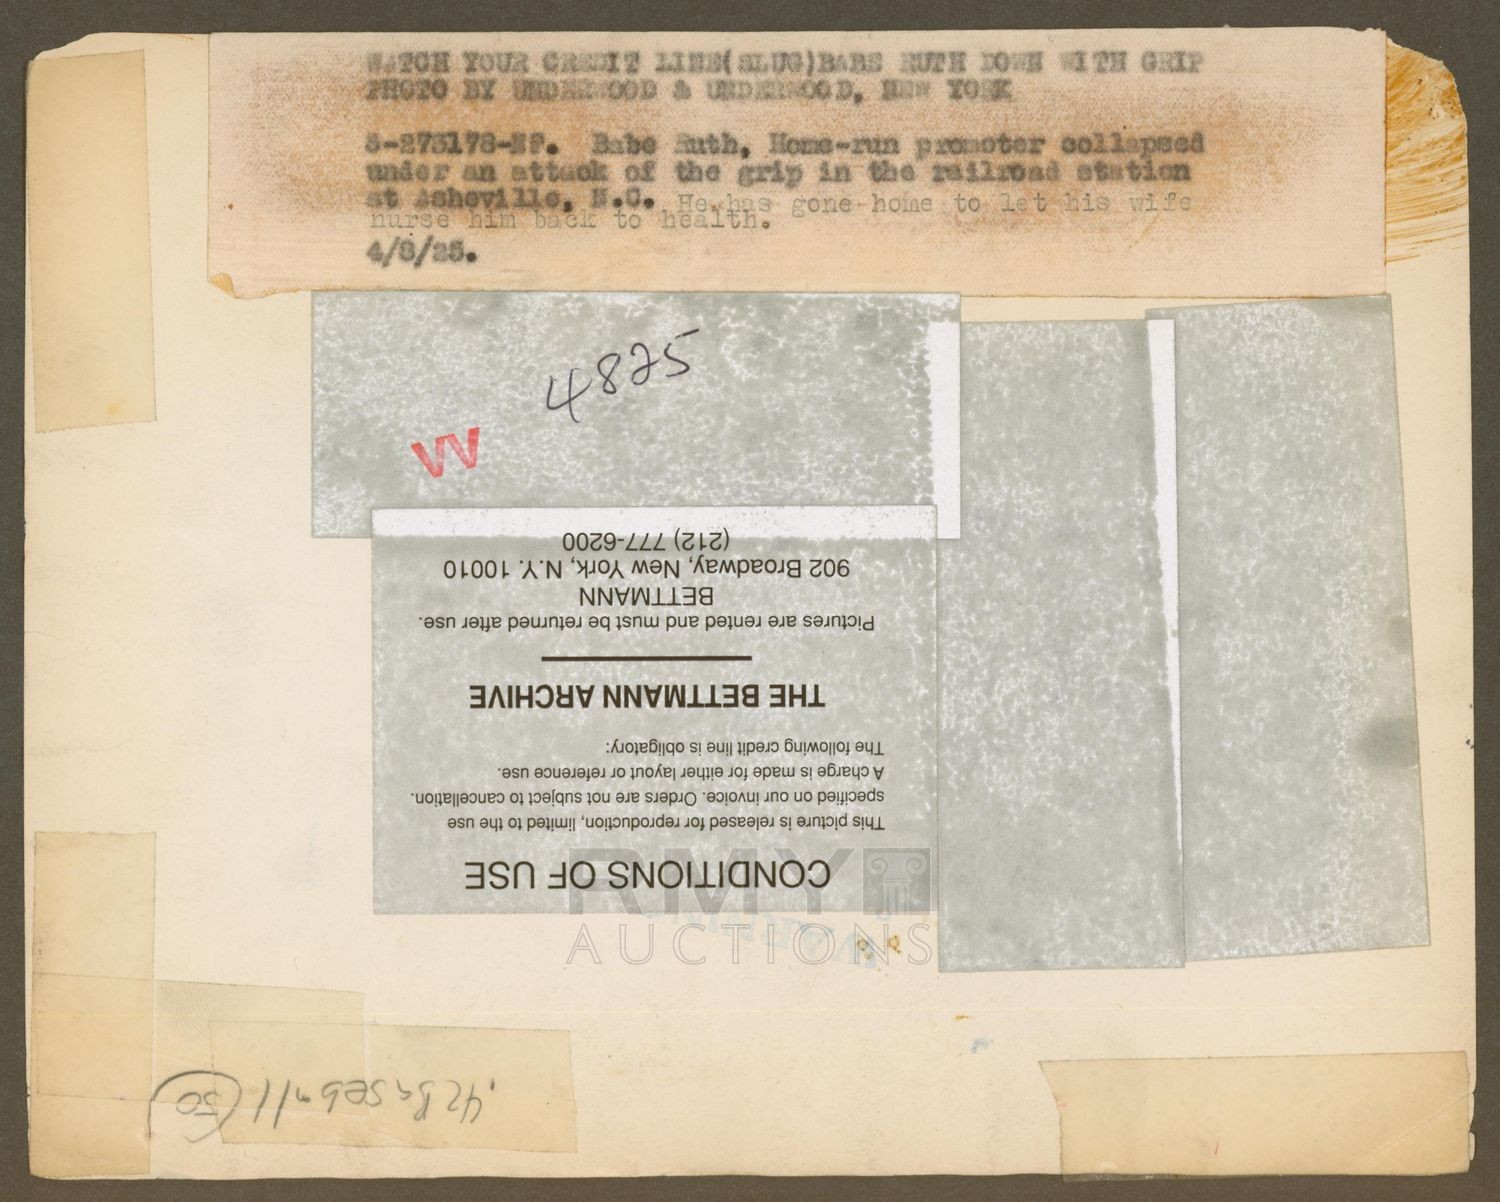 WATCH YOUR CREDIT LINE(SLUG)BABE RUTH DOWN WITH GRIP
PHOTO BY UNDERWOOD & UNDERWOOD, NEW YORK
Babe Ruth, Home-run promoter collapsed
under an attack of the grip in the railroad station
at Asheville, N.C. He has gone home to let his wife
nurse him back to health.
4/8/25.
4825
W
CONDITIONS OF USE
This picture is released for reproduction, limited to the use
specified on our invoice. Orders are not subject to cancellation.
A charge is made for either layout or reference use.
The following credit line is obligatory:
THE BETTMANN ARCHIVE
Pictures are rented and must be returned after use.
BETTMANN
902 Broadway, New York, N.Y. 10010
(212) 777-6200
RMY
AUCTIONS
Baseball 50